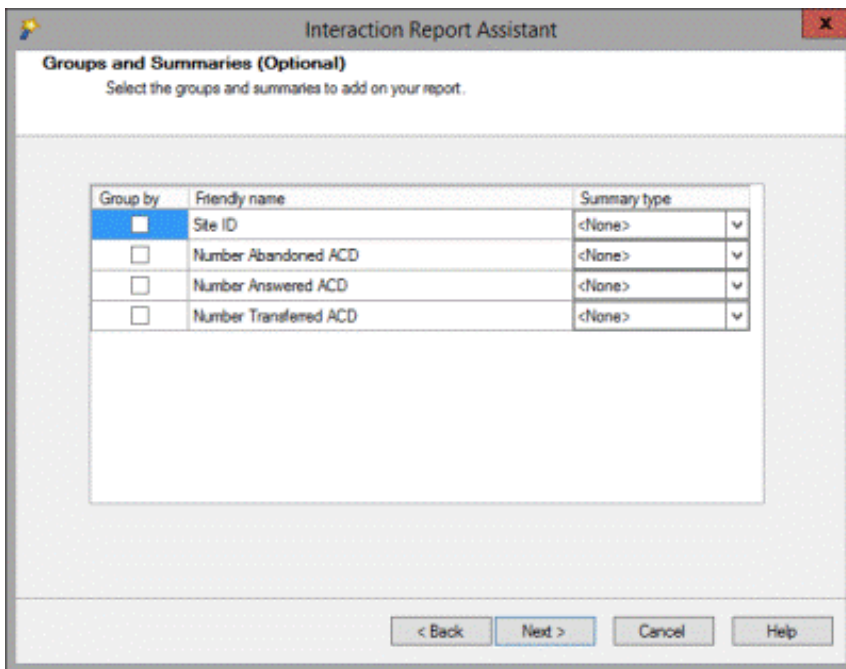 Interaction Report Assistant
x
Groups and Summaries (Optional)
Select the groups and summaries to add on your report.
Group by Friendly name Summary type
Site ID <None>
Number Abandoned ACD <None>
Number Answered ACD <None>
Number Transferred ACD <None>
< Back Next > Cancel Help